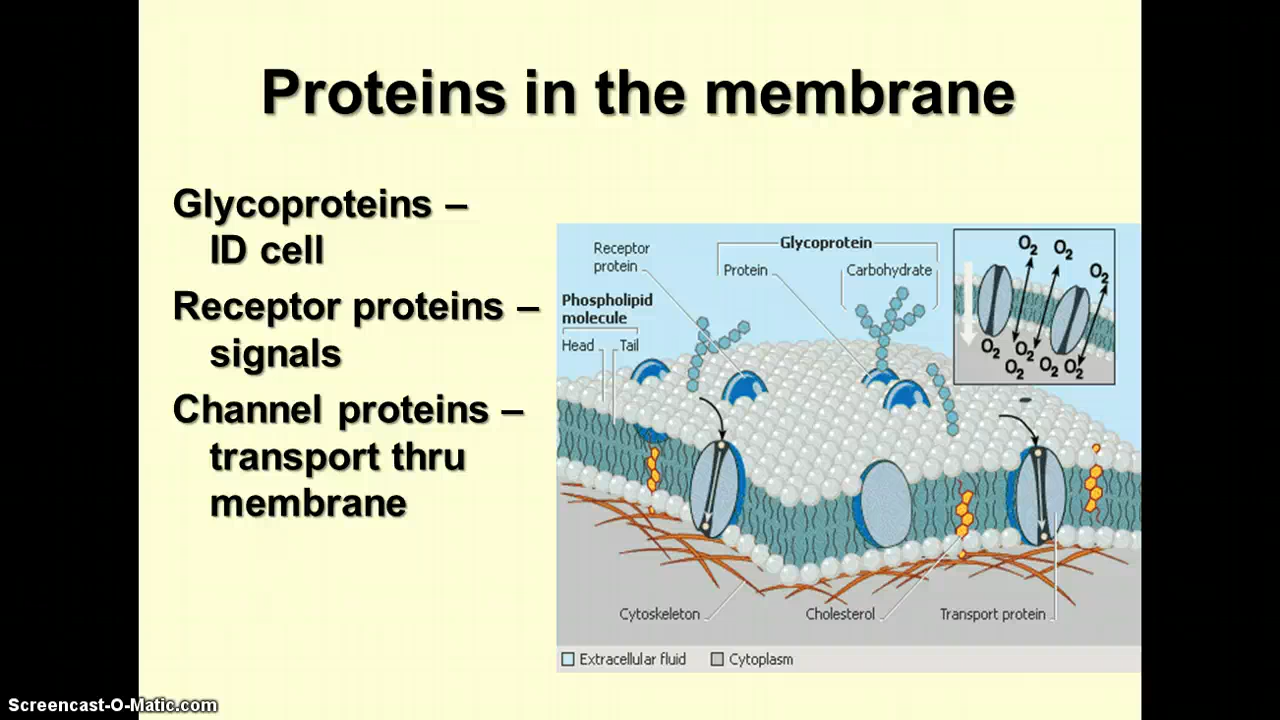 Proteins in the membrane
Glycoproteins –
ID cell
Receptor proteins –
signals
Channel proteins –
transport thru
membrane
Receptor
protein
Glycoprotein
Protein
Carbohydrate
Phospholipid
molecule
Head
Tail
O2
O2
O2
O2
O2
O2
O2
O2
Cytoskeleton
Cholesterol
Transport protein
Extracellular fluid
Cytoplasm
Screencast-O-Matic.com